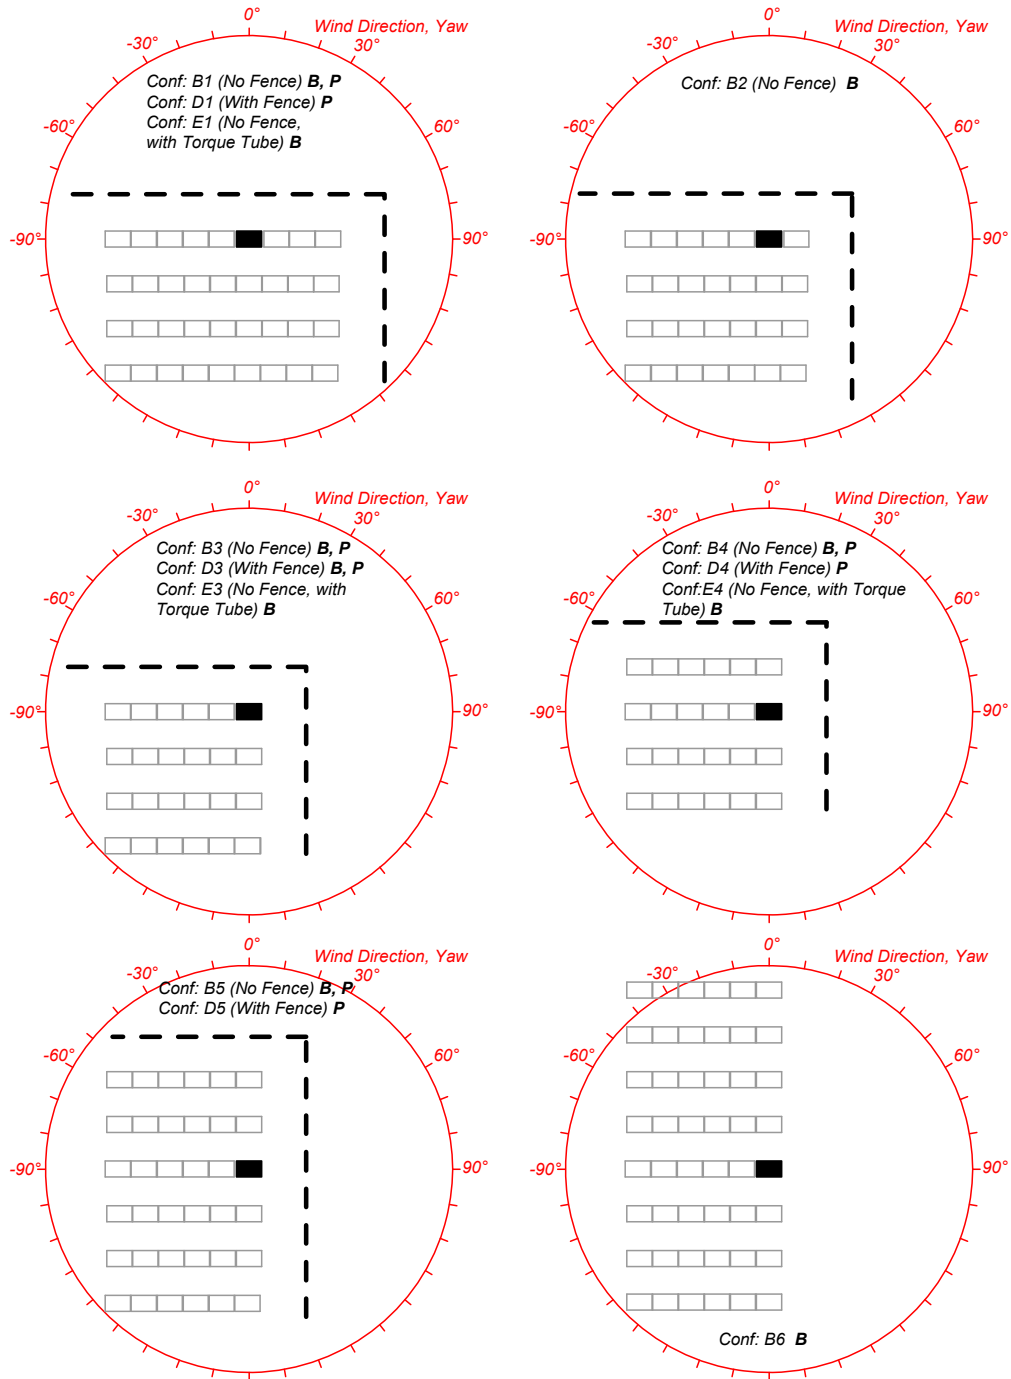 0°
Wind Direction, Yaw
-30°
30°
Conf: B1 (No Fence) B, P
Conf: D1 (With Fence) P
Conf: E1 (No Fence,
with Torque Tube) B
-60°
60°
-90°
90°
0°
Wind Direction, Yaw
-30°
30°
Conf: B2 (No Fence) B
-60°
60°
-90°
90°
0°
Wind Direction, Yaw
-30°
30°
Conf: B3 (No Fence) B, P
Conf: D3 (With Fence) B, P
Conf: E3 (No Fence, with
Torque Tube) B
-60°
60°
-90°
90°
0°
Wind Direction, Yaw
-30°
30°
Conf: B4 (No Fence) B, P
Conf: D4 (With Fence) P
Conf:E4 (No Fence, with Torque
Tube) B
-60°
60°
-90°
90°
0°
Wind Direction, Yaw
-30°
30°
Conf: B5 (No Fence) B, P
Conf: D5 (With Fence) P
-60°
60°
-90°
90°
0°
Wind Direction, Yaw
-30°
30°
-60°
60°
-90°
90°
Conf: B6 B